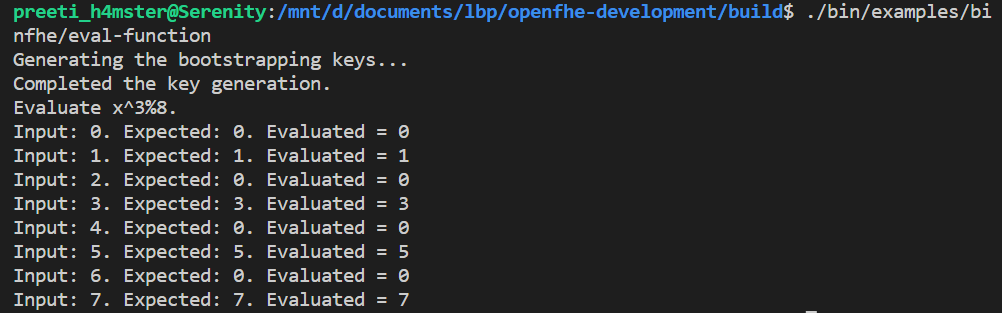 preeti_h4mster@Serenity:/mnt/d/documents/lbp/openfhe-development/build$ ./bin/examples/bi
nfhe/eval-function
Generating the bootstrapping keys...
Completed the key generation.
Evaluate x^3%8.
Input: 0. Expected: 0. Evaluated = 0
Input: 1. Expected: 1. Evaluated = 1
Input: 2. Expected: 0. Evaluated = 0
Input: 3. Expected: 3. Evaluated = 3
Input: 4. Expected: 0. Evaluated = 0
Input: 5. Expected: 5. Evaluated = 5
Input: 6. Expected: 0. Evaluated = 0
Input: 7. Expected: 7. Evaluated = 7